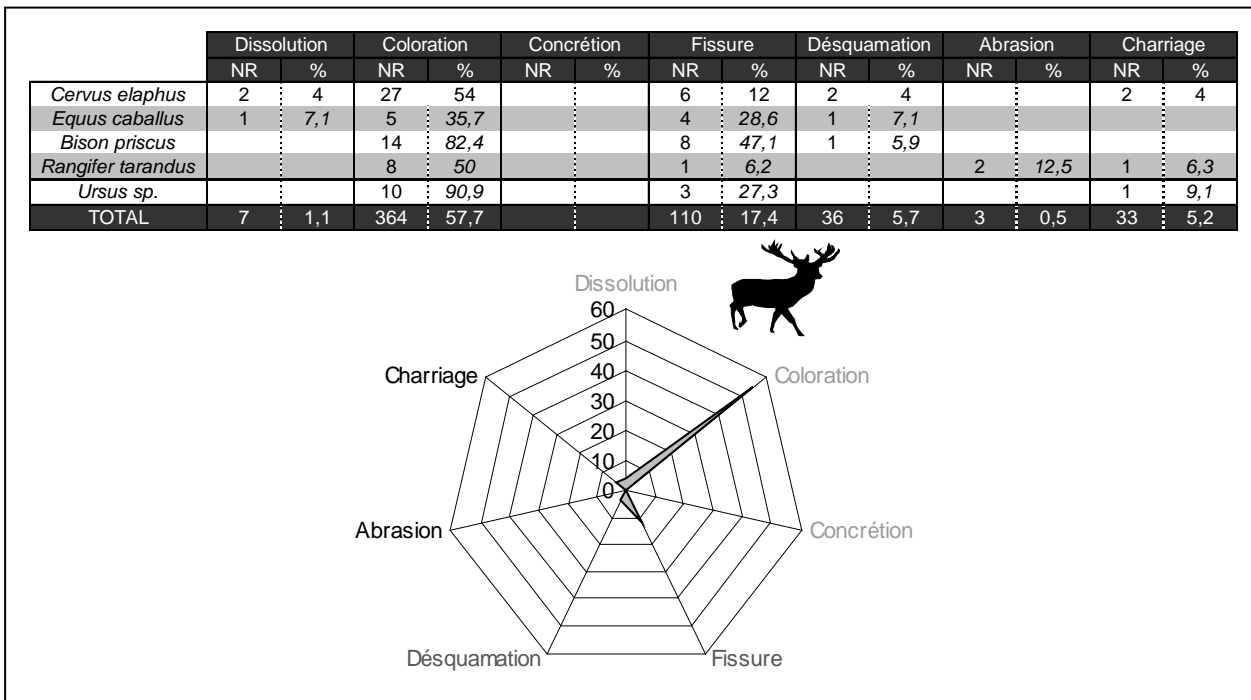 Dissolution Coloration Concrétion Fissure Désquamation Abrasion Charriage
NR % NR % NR % NR % NR % NR % NR %
Cervus elaphus 2 4 27 54 6 12 2 4 2 4
Equus caballus 1 7,1 5 35,7 4 28,6 1 7,1
Bison priscus 14 82,4 8 47,1 1 5,9
Rangifer tarandus 8 50 1 6,2 2 12,5 1 6,3
Ursus sp. 10 90,9 3 27,3 1 9,1
TOTAL 7 1,1 364 57,7 110 17,4 36 5,7 3 0,5 33 5,2
Dissolution
60
50
Charriage Coloration
40
30
20
10
0
Abrasion Concrétion
Désquamation Fissure